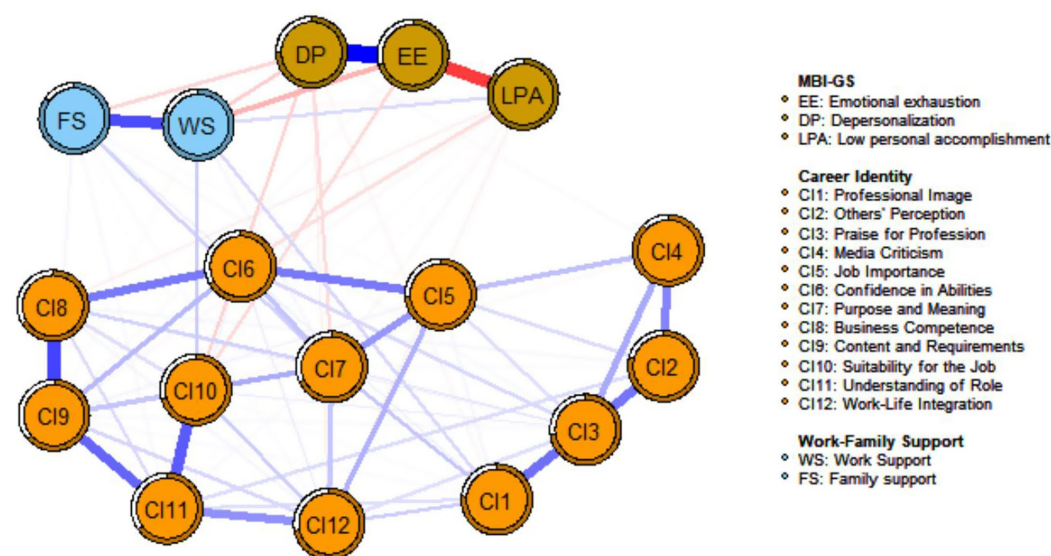 DP
EE
LPA
FS
WS
CI4
CI6
CI5
CI8
CI7
CI2
CI10
CI9
CI3
CI1
CI11
CI12
MBI-GS
EE: Emotional exhaustion
DP: Depersonalization
LPA: Low personal accomplishment
Career Identity
CI1: Professional Image
CI2: Others' Perception
CI3: Praise for Profession
CI4: Media Criticism
CI5: Job Importance
CI6: Confidence in Abilities
CI7: Purpose and Meaning
CI8: Business Competence
CI9: Content and Requirements
CI10: Suitability for the Job
CI11: Understanding of Role
CI12: Work-Life Integration
Work-Family Support
WS: Work Support
FS: Family support